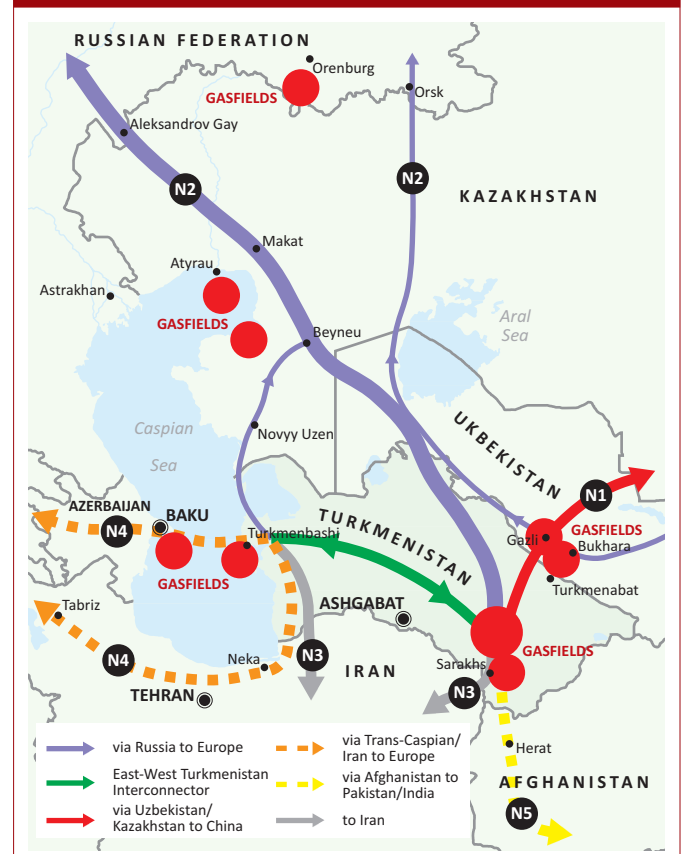 RUSSIAN FEDERATION
Orenburg
GASFIELDS
Orsk
Aleksandrov Gay
N2
N2
KAZAKHSTAN
Makat
Atyrau
Astrakhan
GASFIELDS
Beyneu
Aral
Sea
Caspian
Sea
Novyy Uzen
UKBEKISTAN
N1
AZERBAIJAN
BAKU
N4
Turkmenbashi
TURKMENISTAN
GASFIELDS
Gazli
Bukhara
GASFIELDS
Turkmenabat
Tabriz
ASHGABAT
N4
Neka
N3
IRAN
Sarakhs
GASFIELDS
N3
TEHRAN
Herat
AFGHANISTAN
N5
via Russia to Europe
East-West Turkmenistan
Interconnector
via Uzbekistan/
Kazakhstan to China
via Trans-Caspian/
Iran to Europe
via Afghanistan to
Pakistan/India
to Iran